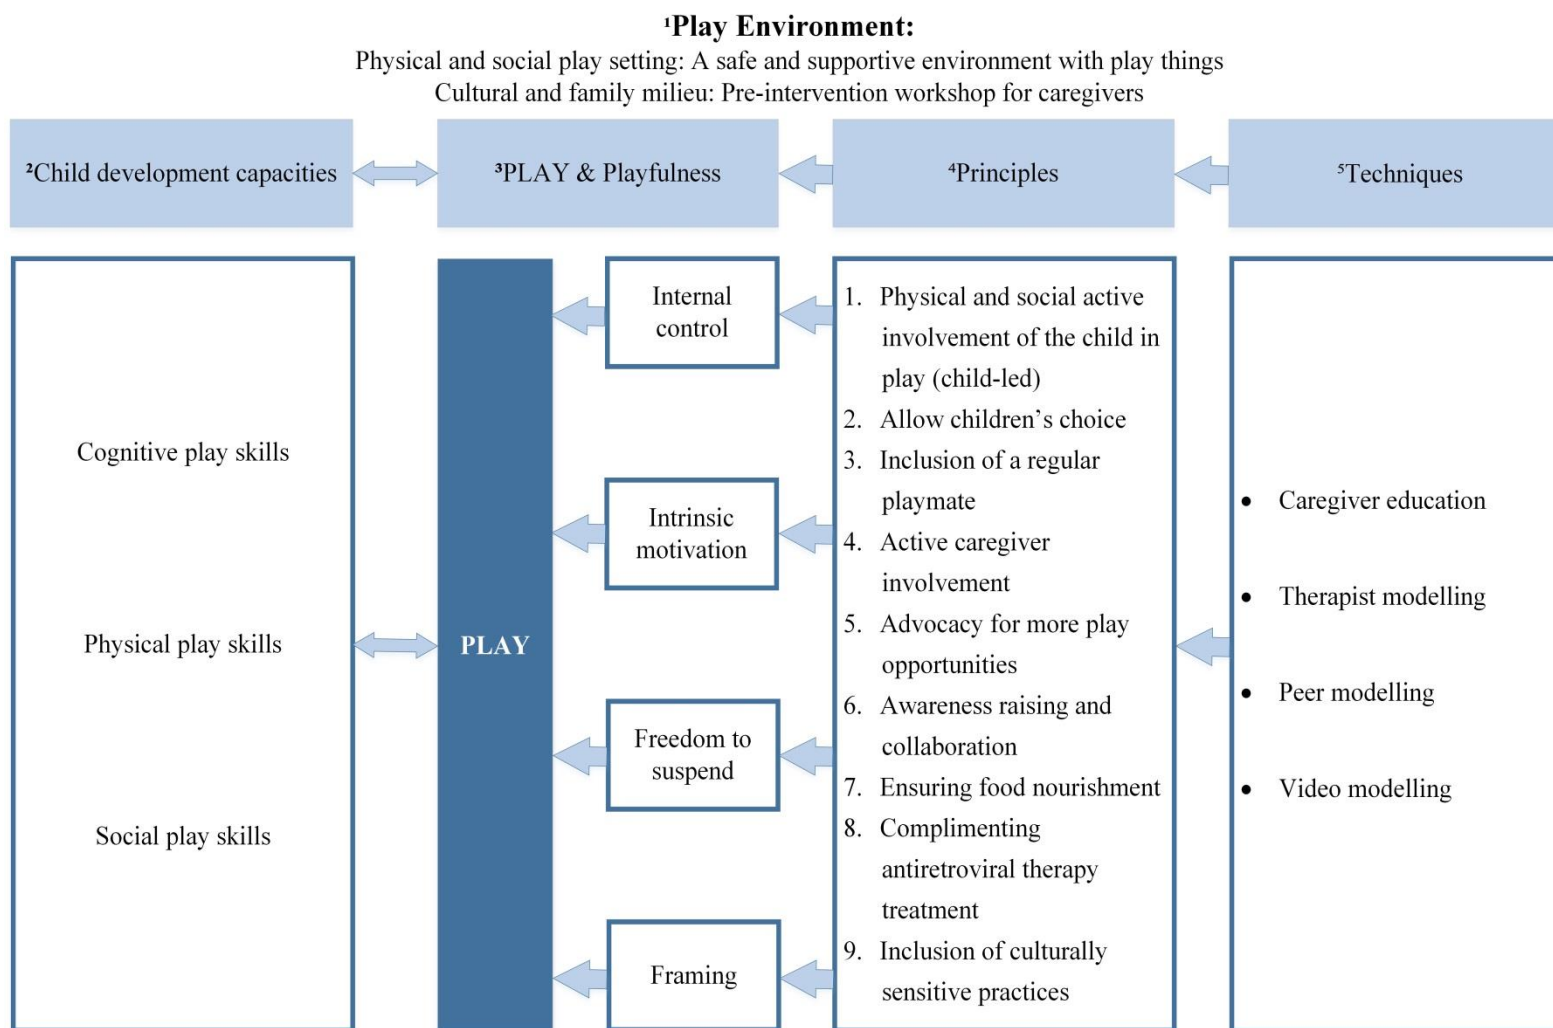 ¹Play Environment:
Physical and social play setting: A safe and supportive environment with play things
Cultural and family milieu: Pre-intervention workshop for caregivers
²Child development capacities
³PLAY & Playfulness
⁴Principles
⁵Techniques
Cognitive play skills
Physical play skills
Social play skills
PLAY
Internal
control
Intrinsic
motivation
Freedom to
suspend
Framing
1. Physical and social active
involvement of the child in
play (child-led)
2. Allow children’s choice
3. Inclusion of a regular
playmate
4. Active caregiver
involvement
5. Advocacy for more play
opportunities
6. Awareness raising and
collaboration
7. Ensuring food nourishment
8. Complimenting
antiretroviral therapy
treatment
9. Inclusion of culturally
sensitive practices
• Caregiver education
• Therapist modelling
• Peer modelling
• Video modelling